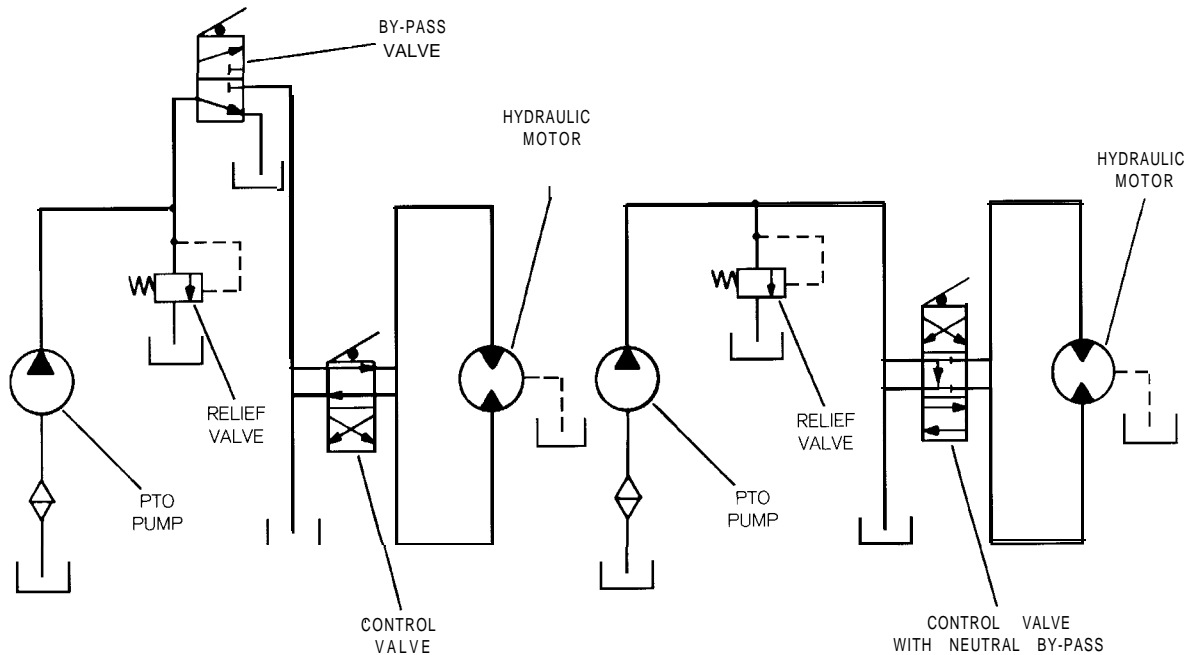 BY-PASS
VALVE
HYDRAULIC
MOTOR
RELIEF
VALVE
PTO
PUMP
CONTROL
VALVE
HYDRAULIC
MOTOR
RELIEF
VALVE
PTO
PUMP
CONTROL VALVE
WITH NEUTRAL BY-PASS